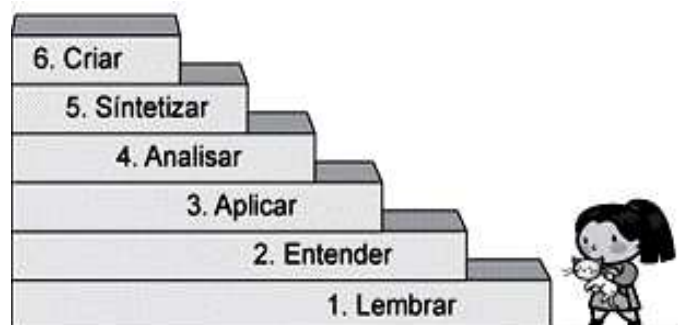 6. Criar
5. Síntetizar
4. Analisar
3. Aplicar
2. Entender
1. Lembrar